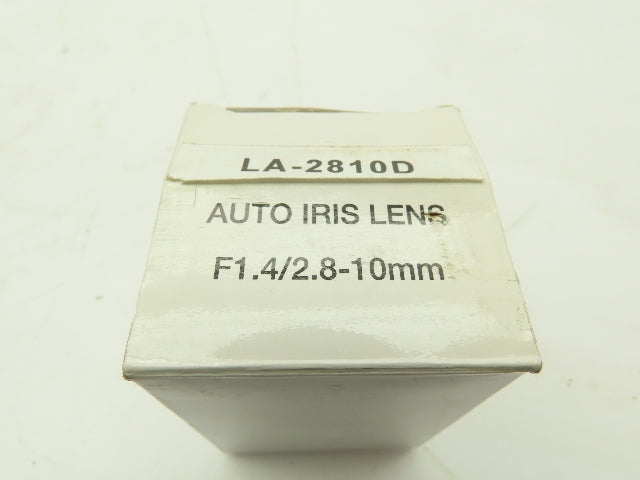 LA-2810D
AUTO IRIS LENS
F1.4/2.8-10mm